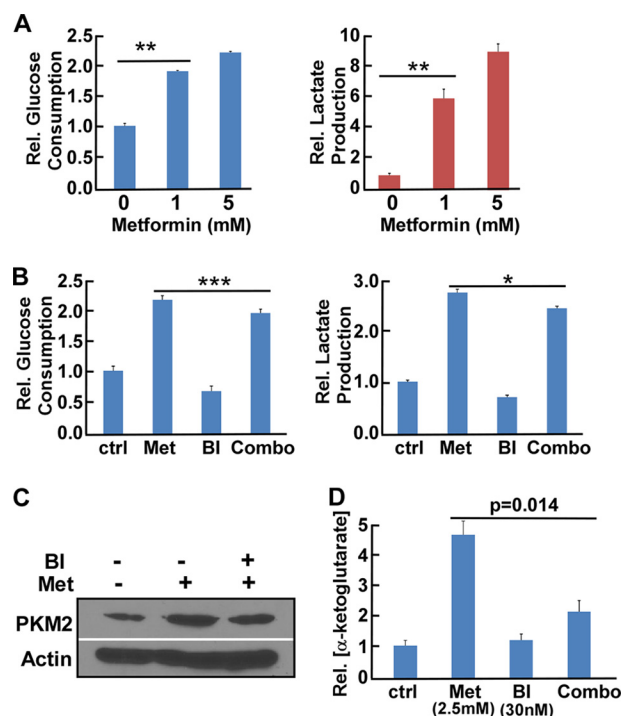 A
Rel. Glucose
Consumption
2.5
2.0
1.5
1.0
0.5
0.0
**
0 1 5
Metformin (mM)
Rel. Lactate
Production
10
8
6
4
2
0
**
0 1 5
Metformin (mM)
B
Rel. Glucose
Consumption
2.5
2.0
1.5
1.0
0.5
0.0
***
ctrl Met BI Combo
Rel. Lactate
Production
3.0
2.0
1.0
0.0
*
ctrl Met BI Combo
C
BI - - +
Met - + +
PKM2
Actin
D
p=0.014
Rel. [α-ketoglutarate]
5
4
3
2
1
0
ctrl Met BI Combo
(2.5mM) (30nM)